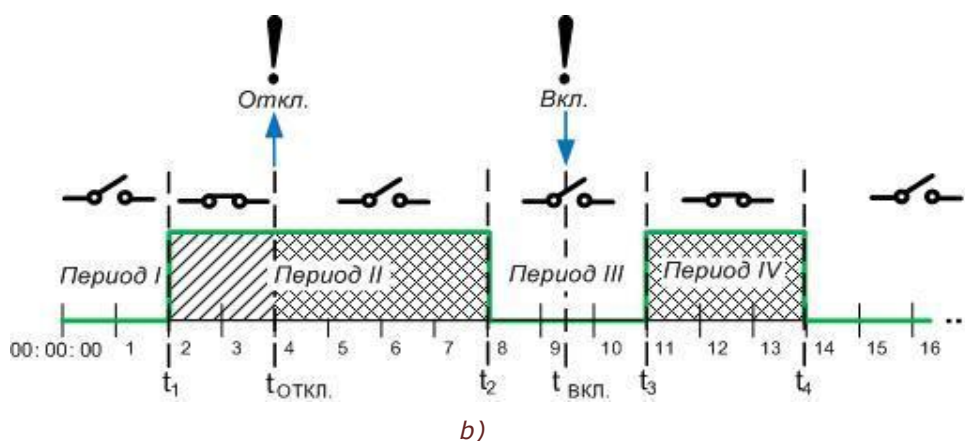 ! !
Откл. Вкл.
Период I Период II Период III Период IV
00: 00: 00 1 2 3 4 5 6 7 8 9 10 11 12 13 14 15 16 ..
t1 tОТКЛ. t2 t ВКЛ. t3 t4
b)